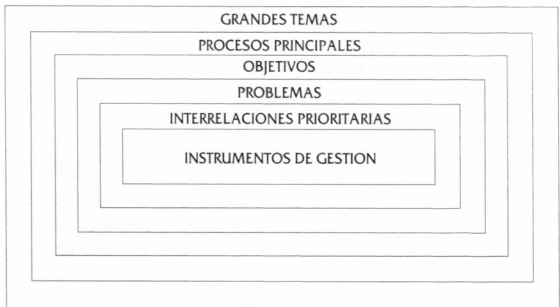 GRANDES TEMAS
PROCESOS PRINCIPALES
OBJETIVOS
PROBLEMAS
INTERRELACIONES PRIORITARIAS
INSTRUMENTOS DE GESTION